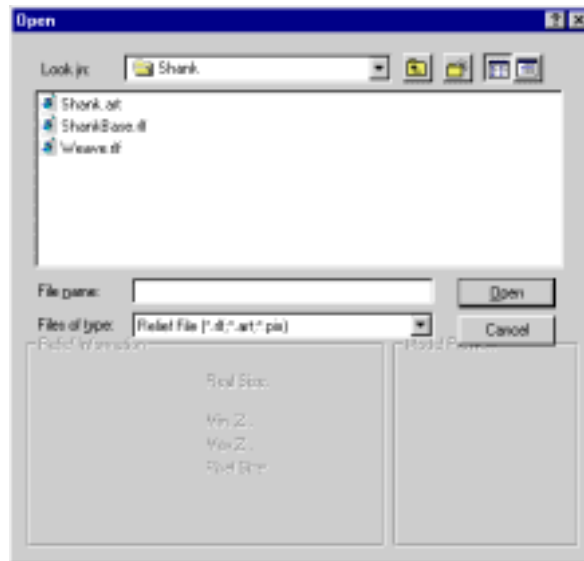 Open
Look in:
Shank
Shank.art
ShankBase.rlf
Weave.rlf
File name:
Open
Files of type:
Relief File (*.rlf;*.art;*.pix)
Cancel
Relief Information
Model Preview
Real Size:
Min Z:
Max Z:
Pixel Size: